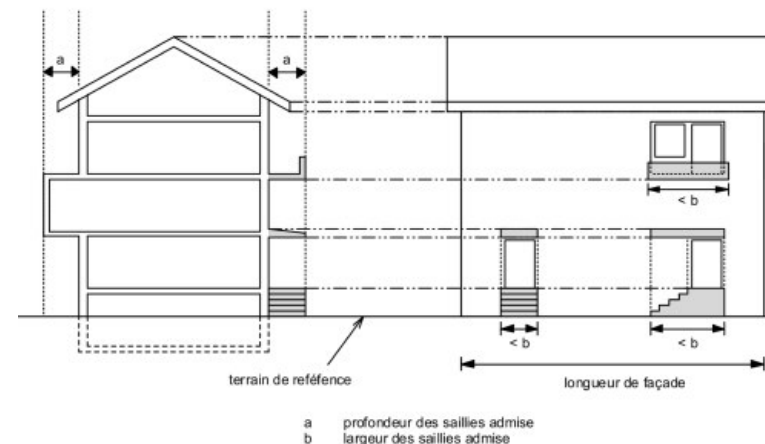 a
a
< b
< b
< b
terrain de reféfence
longueur de façade
a profondeur des saillies admise
b largeur des saillies admise